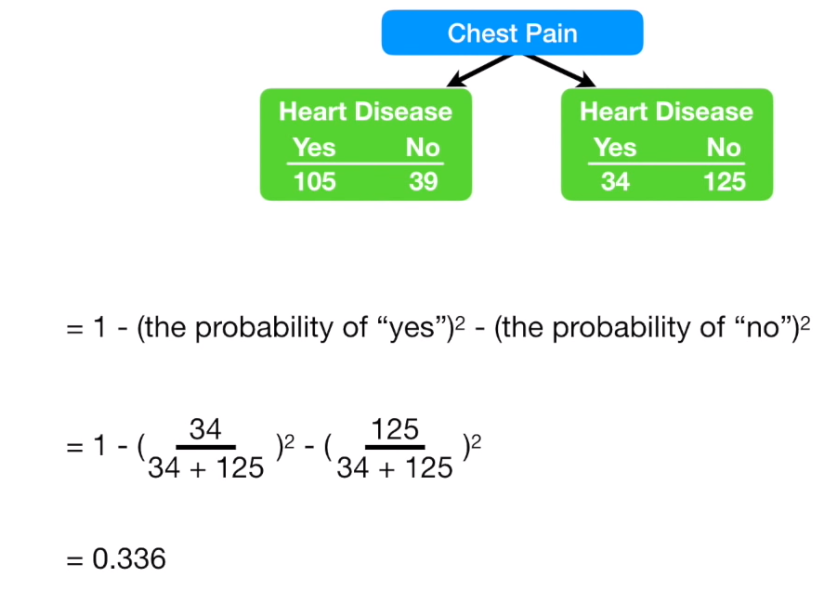 Chest Pain
Heart Disease
Yes No
105 39
Heart Disease
Yes No
34 125
= 1 - (the probability of “yes”)² - (the probability of “no”)²
= 1 - (34 / 34 + 125)² - (125 / 34 + 125)²
= 0.336